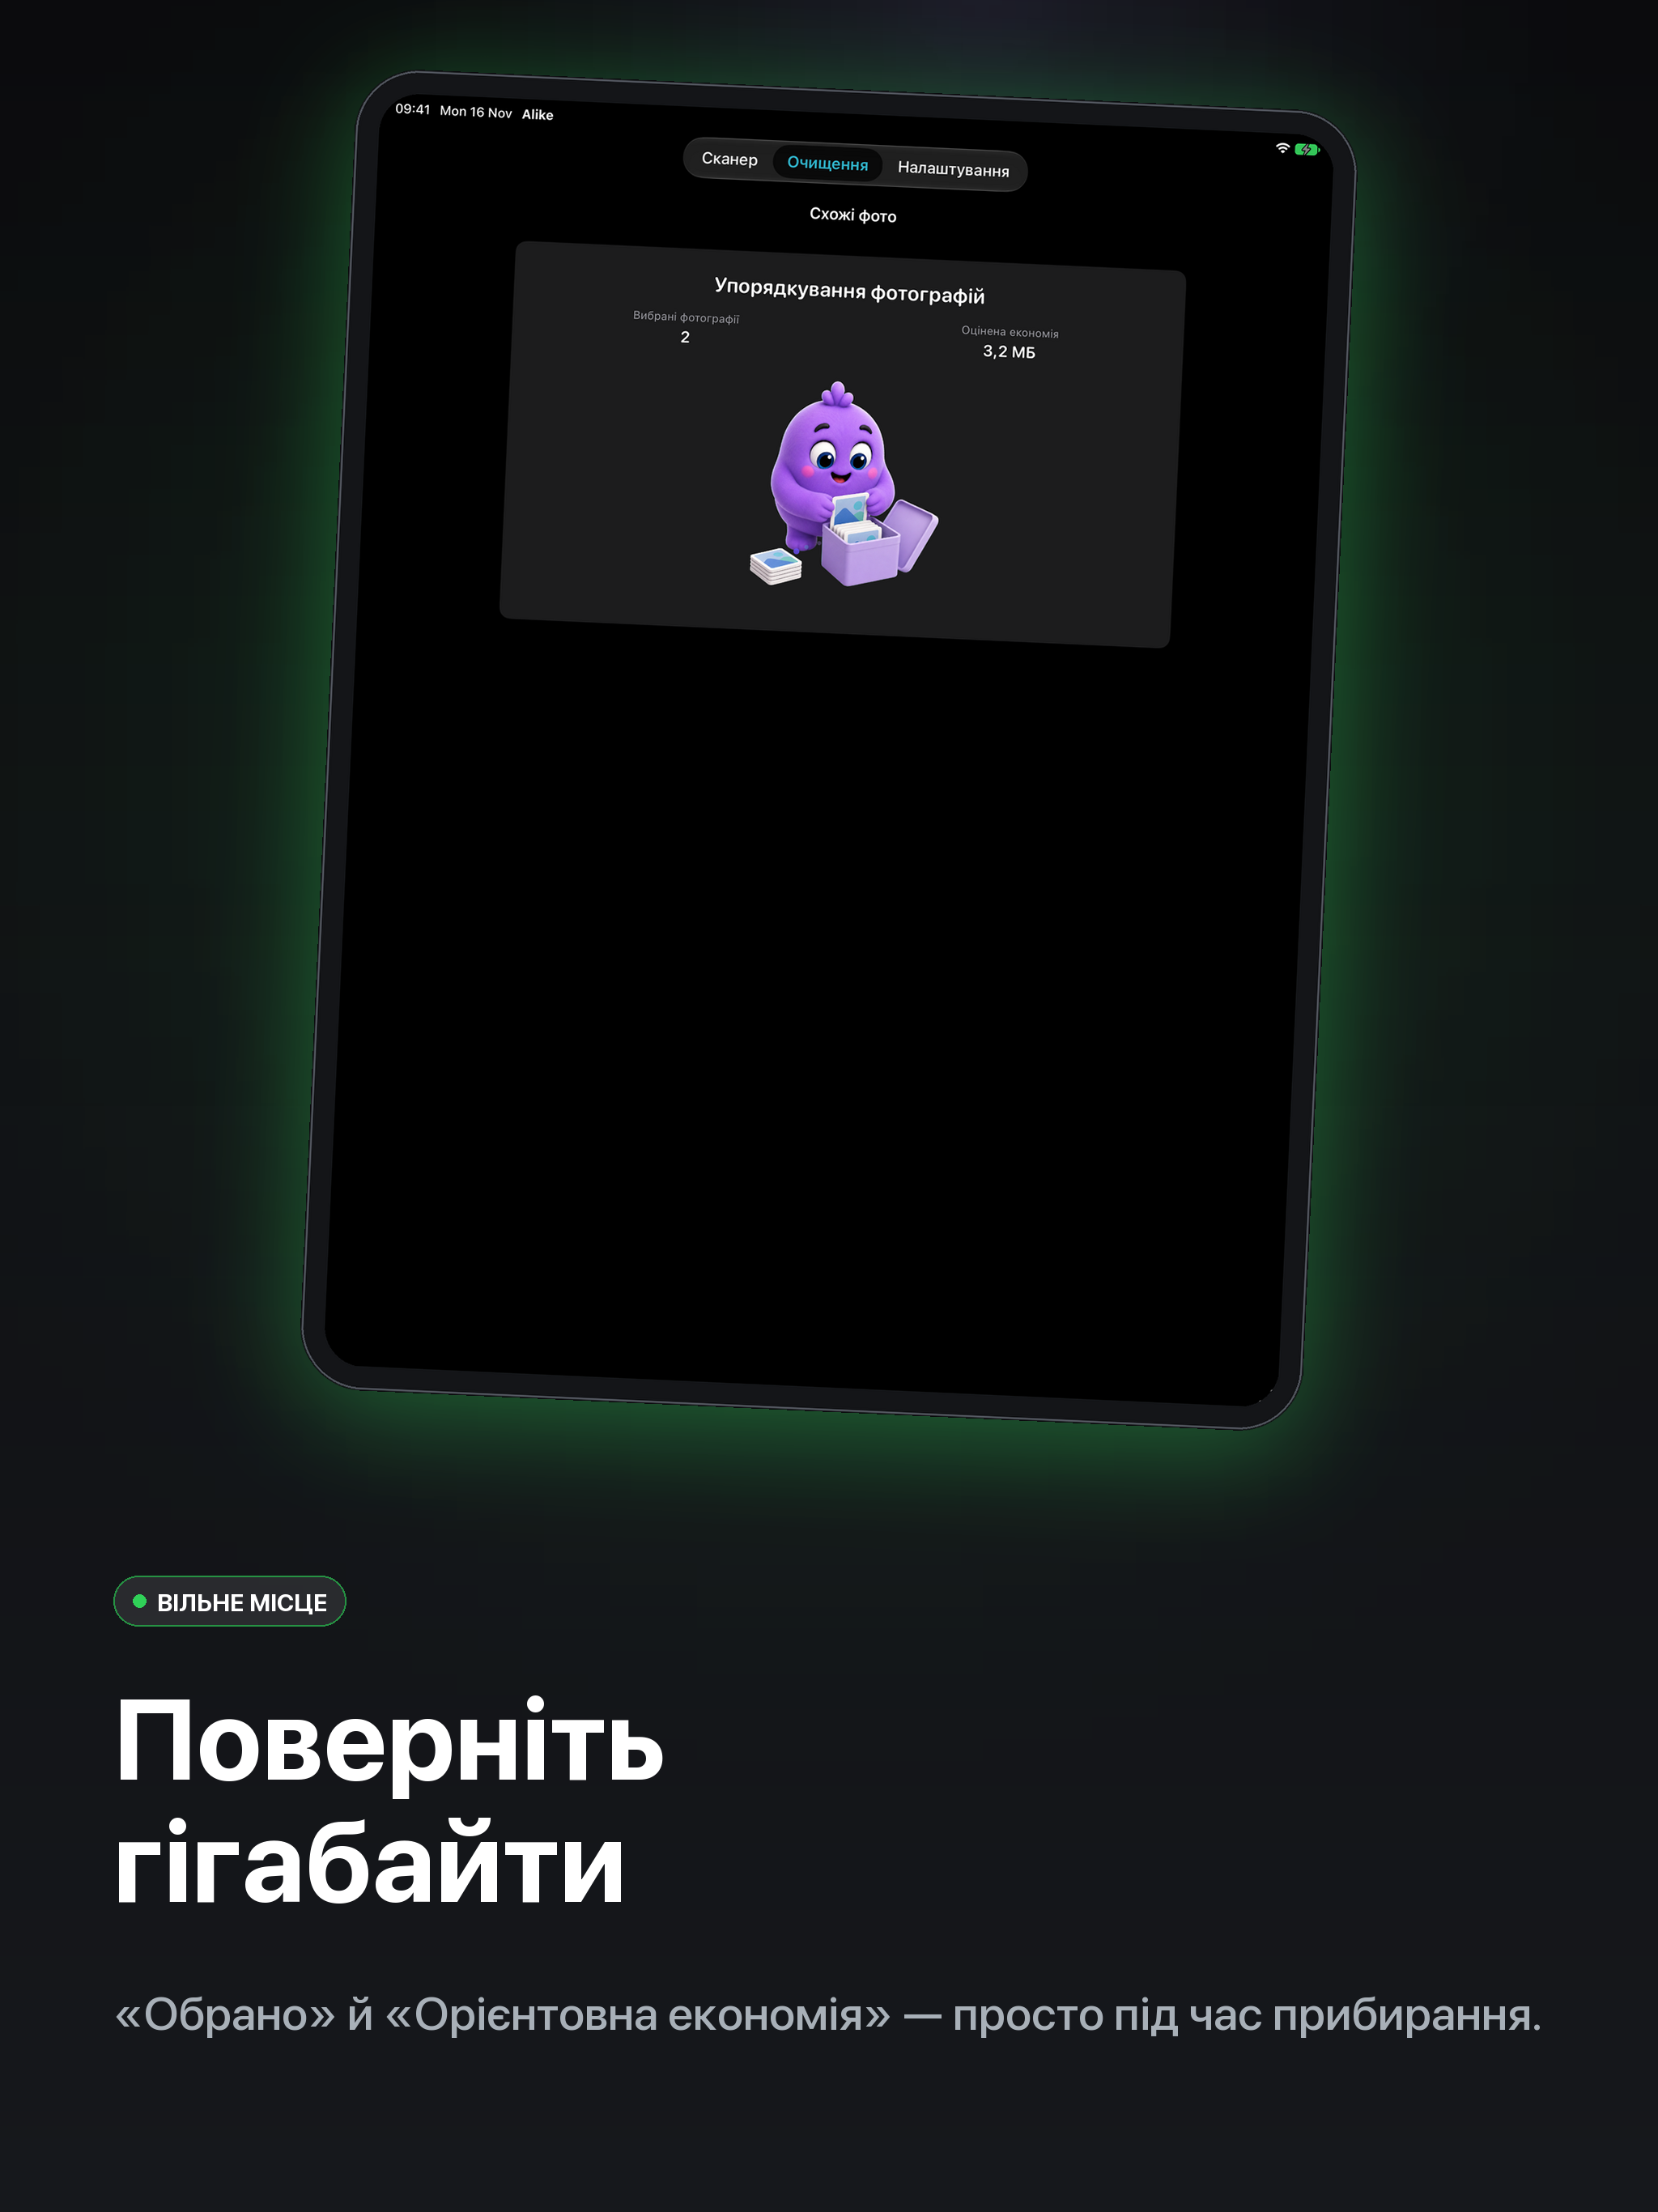 09:41 Mon 16 Nov Alike
Сканер Очищення Налаштування
Схожі фото
Упорядкування фотографій
Вибрані фотографії Оцінена економія
2 3,2 МБ
ВІЛЬНЕ МІСЦЕ
Поверніть
гігабайти
«Обрано» й «Орієнтовна економія» — просто під час прибирання.